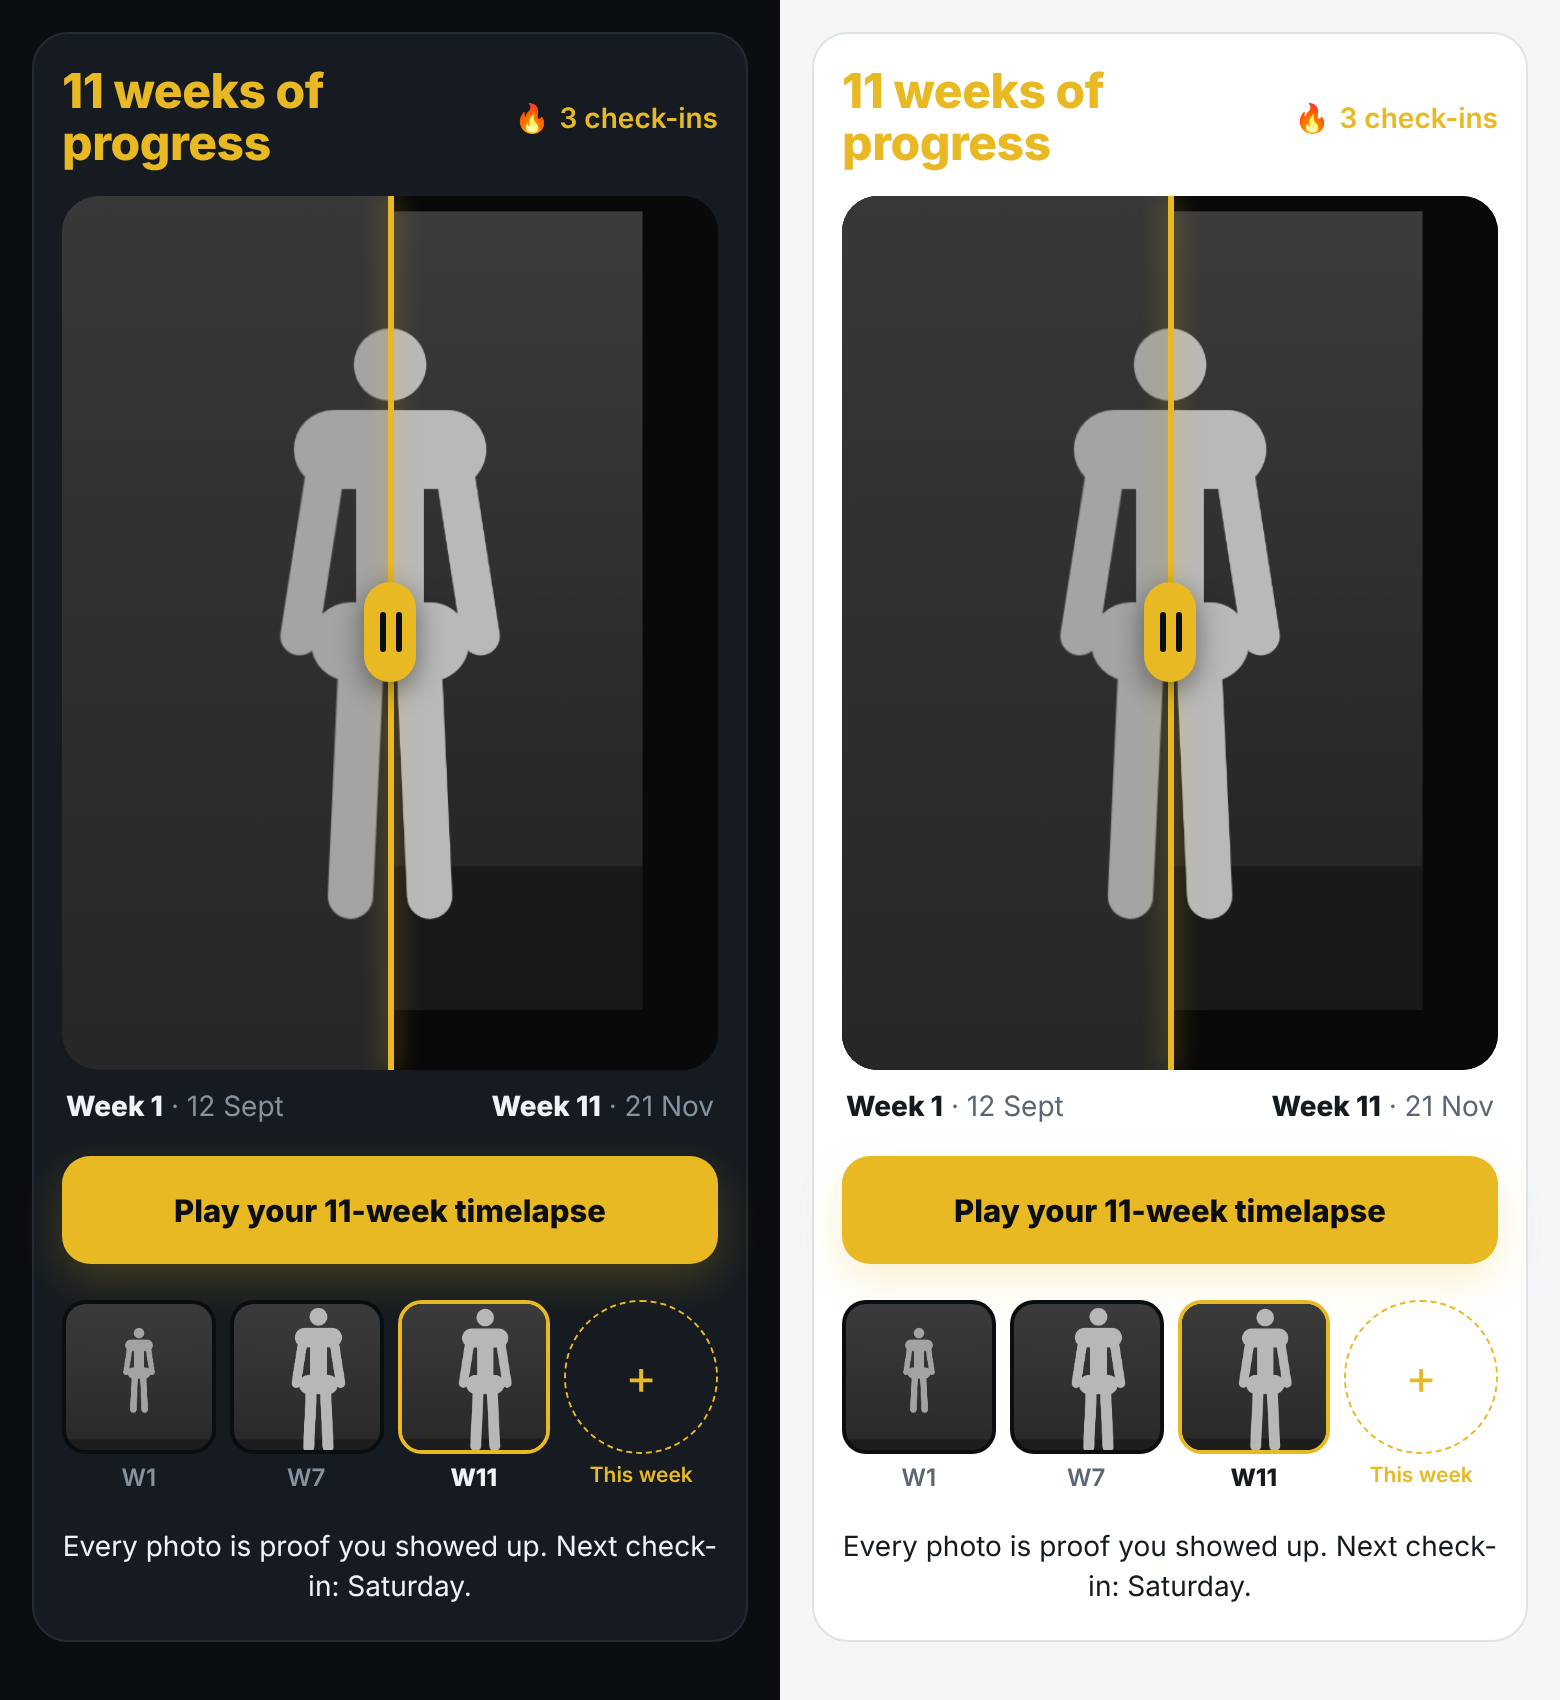 11 weeks of
progress
🔥 3 check-ins
Week 1 · 12 Sept
Week 11 · 21 Nov
Play your 11-week timelapse
+
W1
W7
W11
This week
Every photo is proof you showed up. Next check-
in: Saturday.
11 weeks of
progress
🔥 3 check-ins
Week 1 · 12 Sept
Week 11 · 21 Nov
Play your 11-week timelapse
+
W1
W7
W11
This week
Every photo is proof you showed up. Next check-
in: Saturday.